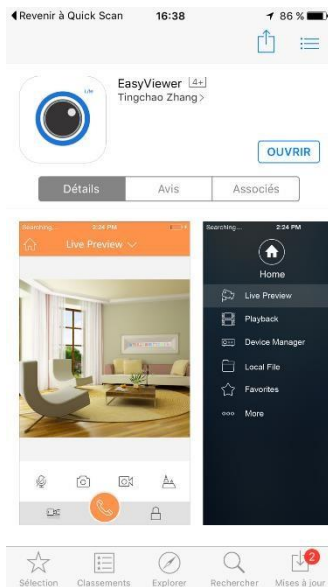 Revenir à Quick Scan 16:38 86 %
Lite
EasyViewer 4+
Tingchao Zhang >
OUVRIR
Détails Avis Associés
Searching... 2:24 PM
Live Preview
Searching... 2:24 PM
Home
Live Preview
Playback
Device Manager
Local File
Favorites
More
2
Sélection Classements Explorer Rechercher Mises à jour